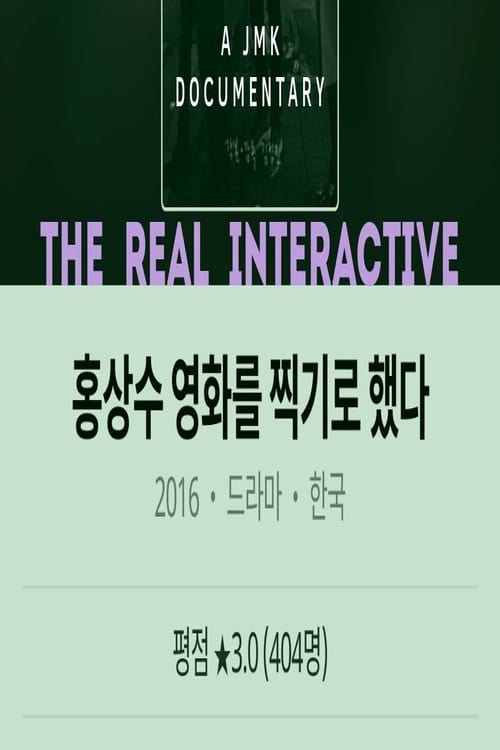 A JMK
DOCUMENTARY
THE REAL INTERACTIVE
홍상수 영화를 찍기로 했다
2016 • 드라마 • 한국
평점 ★3.0 (404명)